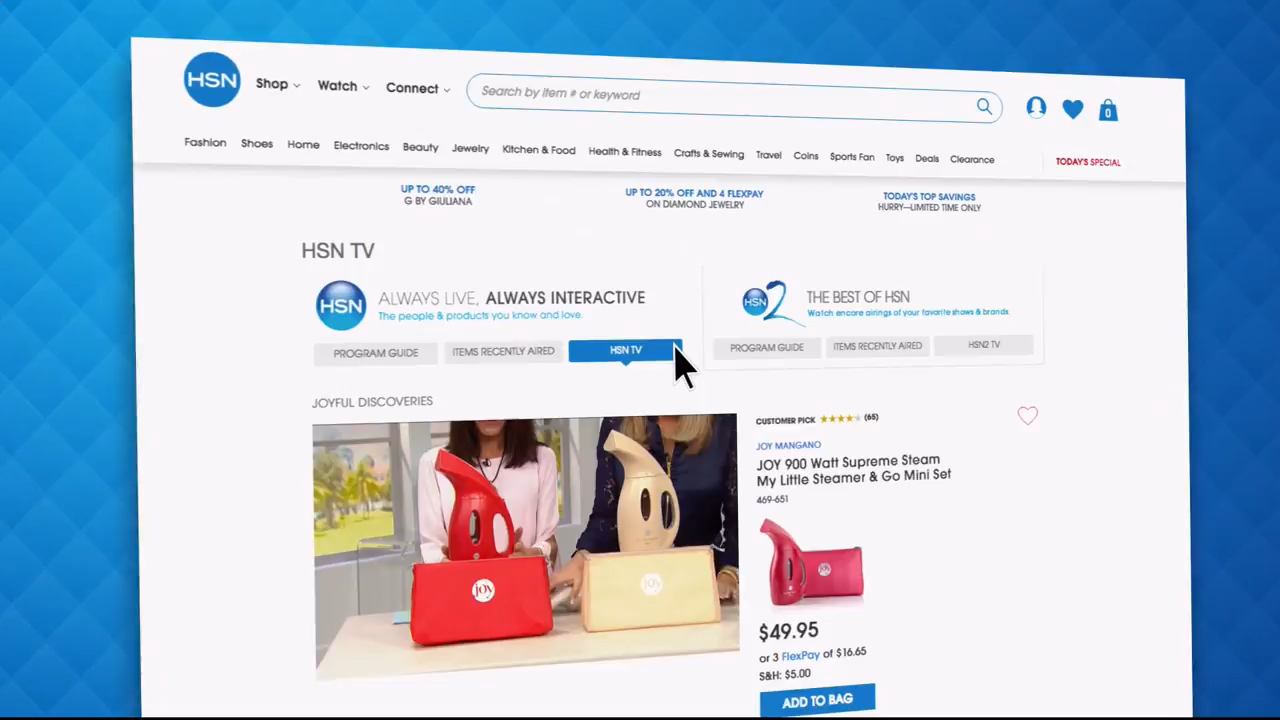 HSN
Shop
Watch
Connect
Search by item # or keyword
0
Fashion
Shoes
Home
Electronics
Beauty
Jewelry
Kitchen & Food
Health & Fitness
Crafts & Sewing
Travel
Coins
Sports Fan
Toys
Deals
Clearance
TODAY'S SPECIAL
UP TO 40% OFF
G BY GIULIANA
UP TO 20% OFF AND 4 FLEXPAY
ON DIAMOND JEWELRY
TODAY'S TOP SAVINGS
HURRY—LIMITED TIME ONLY
HSN TV
HSN
ALWAYS LIVE, ALWAYS INTERACTIVE
The people & products you know and love.
PROGRAM GUIDE
ITEMS RECENTLY AIRED
HSN TV
HSN2
THE BEST OF HSN
Watch encore airings of your favorite shows & brands.
PROGRAM GUIDE
ITEMS RECENTLY AIRED
HSN2 TV
JOYFUL DISCOVERIES
joy
joy
CUSTOMER PICK
(65)
JOY MANGANO
JOY 900 Watt Supreme Steam
My Little Steamer & Go Mini Set
469-651
joy
$49.95
or 3 FlexPay of $16.65
S&H: $5.00
ADD TO BAG